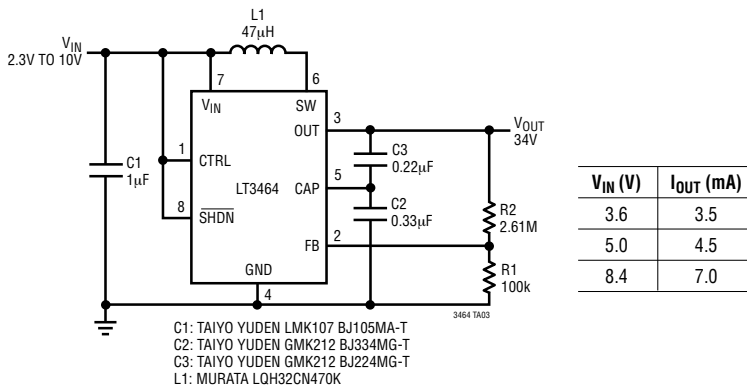 L1
47µH
VIN
2.3V TO 10V
7
6
VIN
SW
OUT
3
VOUT
34V
C3
0.22µF
1
CTRL
C1
1µF
LT3464
CAP
5
C2
0.33µF
R2
2.61M
8
SHDN
FB
2
R1
100k
GND
4
3464 TA03
C1: TAIYO YUDEN LMK107 BJ105MA-T
C2: TAIYO YUDEN GMK212 BJ334MG-T
C3: TAIYO YUDEN GMK212 BJ224MG-T
L1: MURATA LQH32CN470K
VIN (V) IOUT (mA)
3.6 3.5
5.0 4.5
8.4 7.0